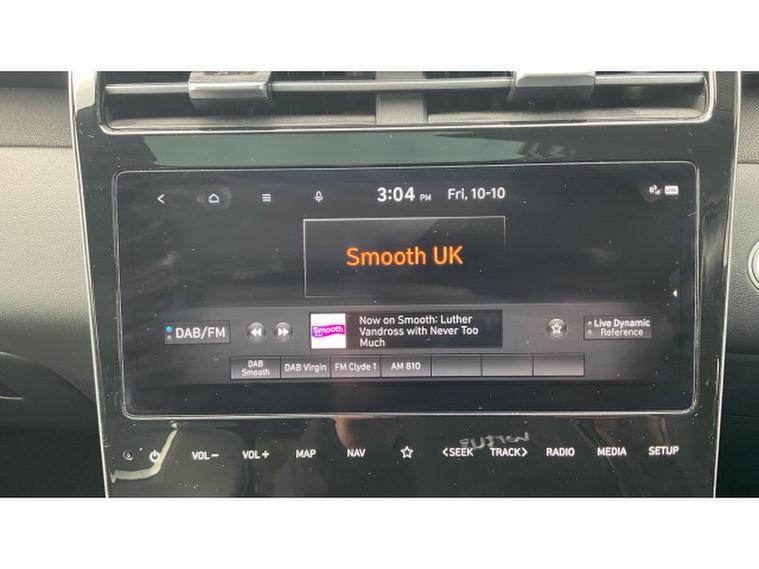 3:04 PM Fri, 10-10
LIVE
Smooth UK
DAB/FM
Smooth
Now on Smooth: Luther
Vandross with Never Too
Much
Live Dynamic
Reference
DAB
Smooth
DAB Virgin
FM Clyde 1
AM 810
VOL− VOL+ MAP NAV <SEEK TRACK> RADIO MEDIA SETUP